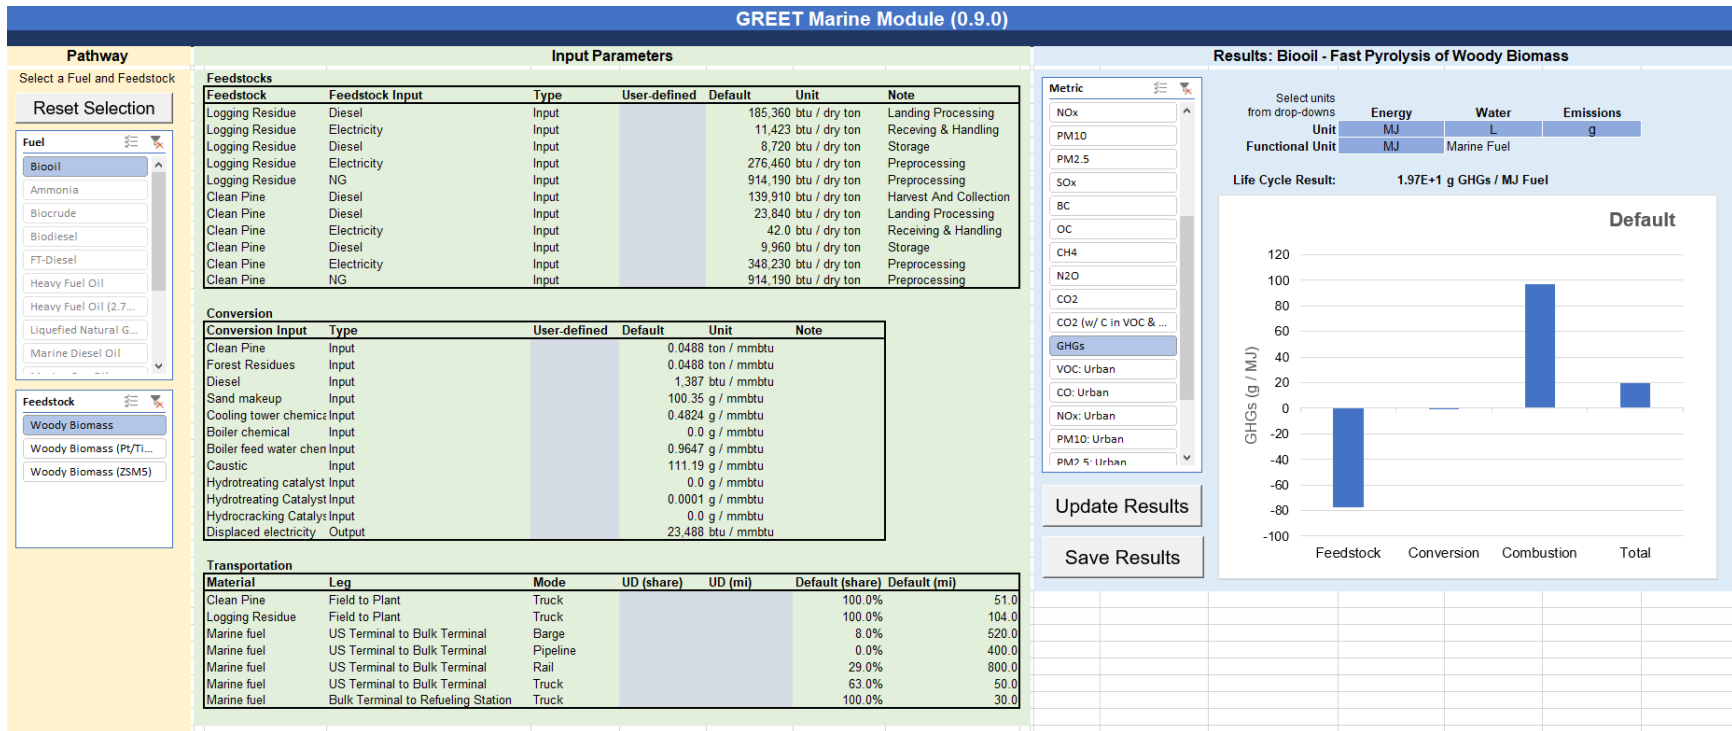 GREET Marine Module (0.9.0)
Pathway
Select a Fuel and Feedstock
Reset Selection
Fuel
Biooil
Ammonia
Biocrude
Biodiesel
FT-Diesel
Heavy Fuel Oil
Heavy Fuel Oil (2.7...
Liquefied Natural G...
Marine Diesel Oil
Feedstock
Woody Biomass
Woody Biomass (Pt/Ti...
Woody Biomass (ZSM5)
Input Parameters
Feedstocks
Feedstock Feedstock Input Type User-defined Default Unit Note
Logging Residue Diesel Input 185,360 btu / dry ton Landing Processing
Logging Residue Electricity Input 11,423 btu / dry ton Receving & Handling
Logging Residue Diesel Input 8,720 btu / dry ton Storage
Logging Residue Electricity Input 276,460 btu / dry ton Preprocessing
Logging Residue NG Input 914,190 btu / dry ton Preprocessing
Clean Pine Diesel Input 139,910 btu / dry ton Harvest And Collection
Clean Pine Diesel Input 23,840 btu / dry ton Landing Processing
Clean Pine Electricity Input 42.0 btu / dry ton Receiving & Handling
Clean Pine Diesel Input 9,960 btu / dry ton Storage
Clean Pine Electricity Input 348,230 btu / dry ton Preprocessing
Clean Pine NG Input 914,190 btu / dry ton Preprocessing
Conversion
Conversion Input Type User-defined Default Unit Note
Clean Pine Input 0.0488 ton / mmbtu
Forest Residues Input 0.0488 ton / mmbtu
Diesel Input 1,387 btu / mmbtu
Sand makeup Input 100.35 g / mmbtu
Cooling tower chemica Input 0.4824 g / mmbtu
Boiler chemical Input 0.0 g / mmbtu
Boiler feed water chen Input 0.9647 g / mmbtu
Caustic Input 111.19 g / mmbtu
Hydrotreating catalyst Input 0.0 g / mmbtu
Hydrotreating Catalyst Input 0.0001 g / mmbtu
Hydrocracking Catalys Input 0.0 g / mmbtu
Displaced electricity Output 23,488 btu / mmbtu
Transportation
Material Leg Mode UD (share) UD (mi) Default (share) Default (mi)
Clean Pine Field to Plant Truck 100.0% 51.0
Logging Residue Field to Plant Truck 100.0% 104.0
Marine fuel US Terminal to Bulk Terminal Barge 8.0% 520.0
Marine fuel US Terminal to Bulk Terminal Pipeline 0.0% 400.0
Marine fuel US Terminal to Bulk Terminal Rail 29.0% 800.0
Marine fuel US Terminal to Bulk Terminal Truck 63.0% 50.0
Marine fuel Bulk Terminal to Refueling Station Truck 100.0% 30.0
Results: Biooil - Fast Pyrolysis of Woody Biomass
Metric
NOx
PM10
PM2.5
SOx
BC
OC
CH4
N2O
CO2
CO2 (w/ C in VOC & ...
GHGs
VOC: Urban
CO: Urban
NOx: Urban
PM10: Urban
PM2.5: Urban
Update Results
Save Results
Select units
from drop-downs Energy Water Emissions
Unit MJ L g
Functional Unit MJ Marine Fuel
Life Cycle Result: 1.97E+1 g GHGs / MJ Fuel
Default
GHGs (g / MJ)
120
100
80
60
40
20
0
-20
-40
-60
-80
-100
Feedstock Conversion Combustion Total